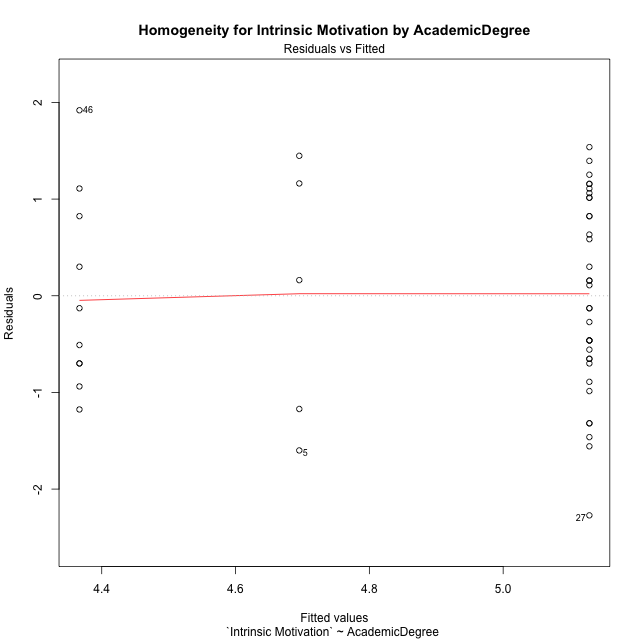 Homogeneity for Intrinsic Motivation by AcademicDegree
Residuals vs Fitted
2
1
0
-1
-2
Residuals
46
5
27
4.4 4.6 4.8 5.0
Fitted values
`Intrinsic Motivation` ~ AcademicDegree